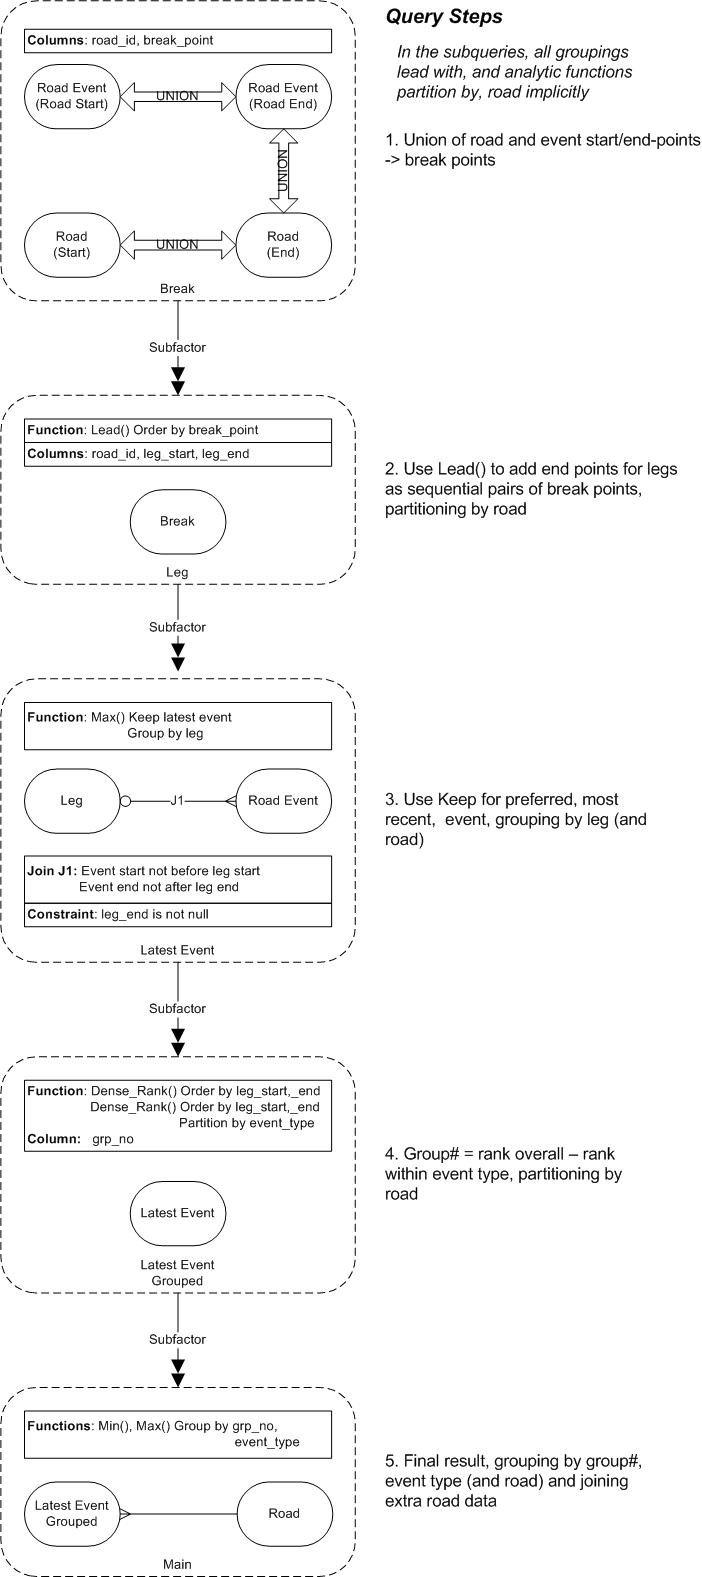 Query Steps
In the subqueries, all groupings
lead with, and analytic functions
partition by, road implicitly
Columns: road_id, break_point
Road Event
(Road Start)
UNION
Road Event
(Road End)
UNION
Road
(Start)
UNION
Road
(End)
Break
1. Union of road and event start/end-points
-> break points
Subfactor
Function: Lead() Order by break_point
Columns: road_id, leg_start, leg_end
Break
Leg
2. Use Lead() to add end points for legs
as sequential pairs of break points,
partitioning by road
Subfactor
Function: Max() Keep latest event
Group by leg
Leg
J1
Road Event
Join J1: Event start not before leg start
Event end not after leg end
Constraint: leg_end is not null
Latest Event
3. Use Keep for preferred, most
recent, event, grouping by leg (and
road)
Subfactor
Function: Dense_Rank() Order by leg_start,_end
Dense_Rank() Order by leg_start,_end
Partition by event_type
Column: grp_no
Latest Event
Latest Event
Grouped
4. Group# = rank overall – rank
within event type, partitioning by
road
Subfactor
Functions: Min(), Max() Group by grp_no,
event_type
Latest Event
Grouped
Road
Main
5. Final result, grouping by group#,
event type (and road) and joining
extra road data